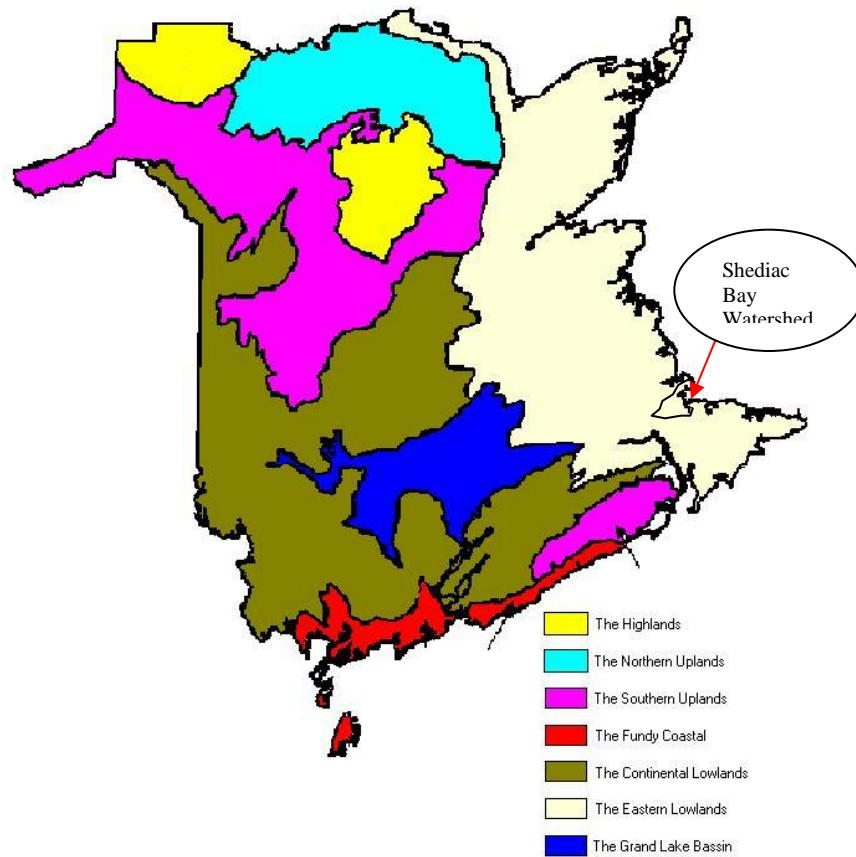 Shediac
Bay
Watershed
The Highlands
The Northern Uplands
The Southern Uplands
The Fundy Coastal
The Continental Lowlands
The Eastern Lowlands
The Grand Lake Bassin